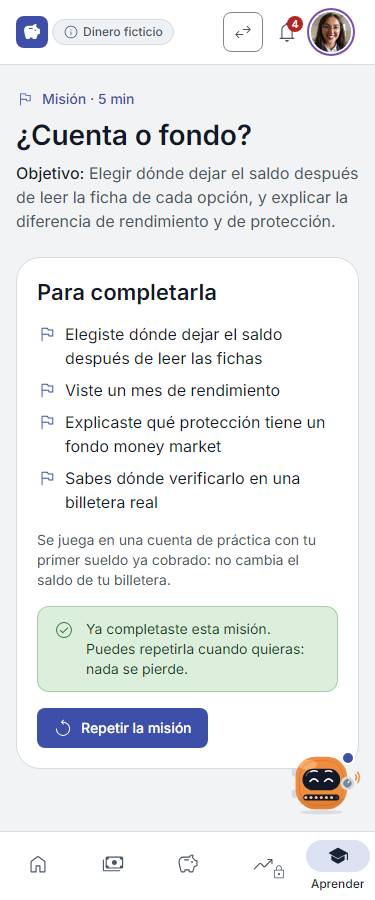 Dinero ficticio
4
Misión · 5 min
¿Cuenta o fondo?
Objetivo: Elegir dónde dejar el saldo después
de leer la ficha de cada opción, y explicar la
diferencia de rendimiento y de protección.
Para completarla
Elegiste dónde dejar el saldo
después de leer las fichas
Viste un mes de rendimiento
Explicaste qué protección tiene un
fondo money market
Sabes dónde verificarlo en una
billetera real
Se juega en una cuenta de práctica con tu
primer sueldo ya cobrado: no cambia el
saldo de tu billetera.
Ya completaste esta misión.
Puedes repetirla cuando quieras:
nada se pierde.
Repetir la misión
Aprender